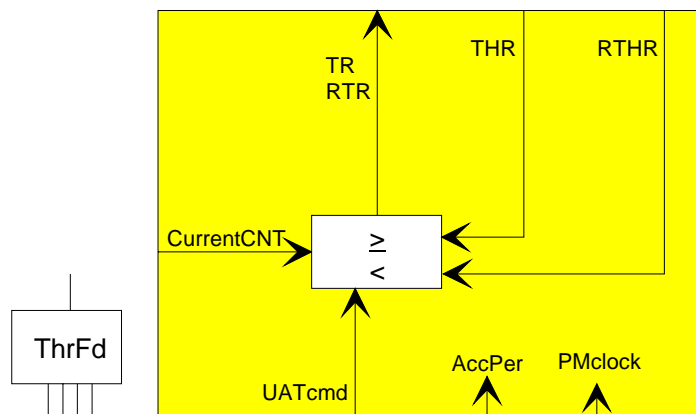 TR
RTR
THR
RTHR
CurrentCNT
≥
<
ThrFd
UATcmd
AccPer
PMclock